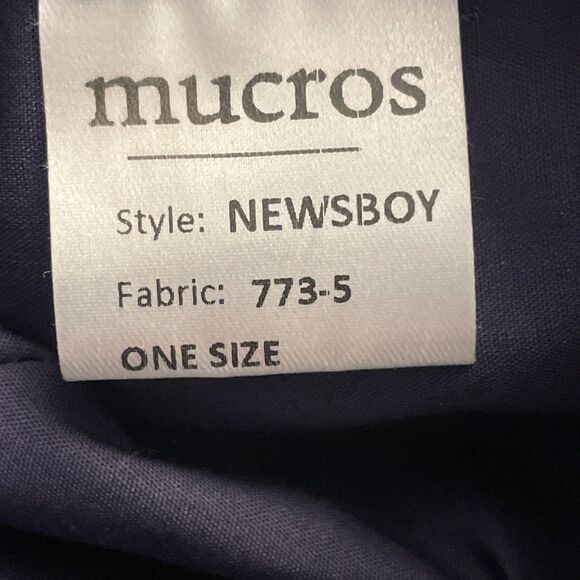 mucros
Style: NEWSBOY
Fabric: 773-5
ONE SIZE